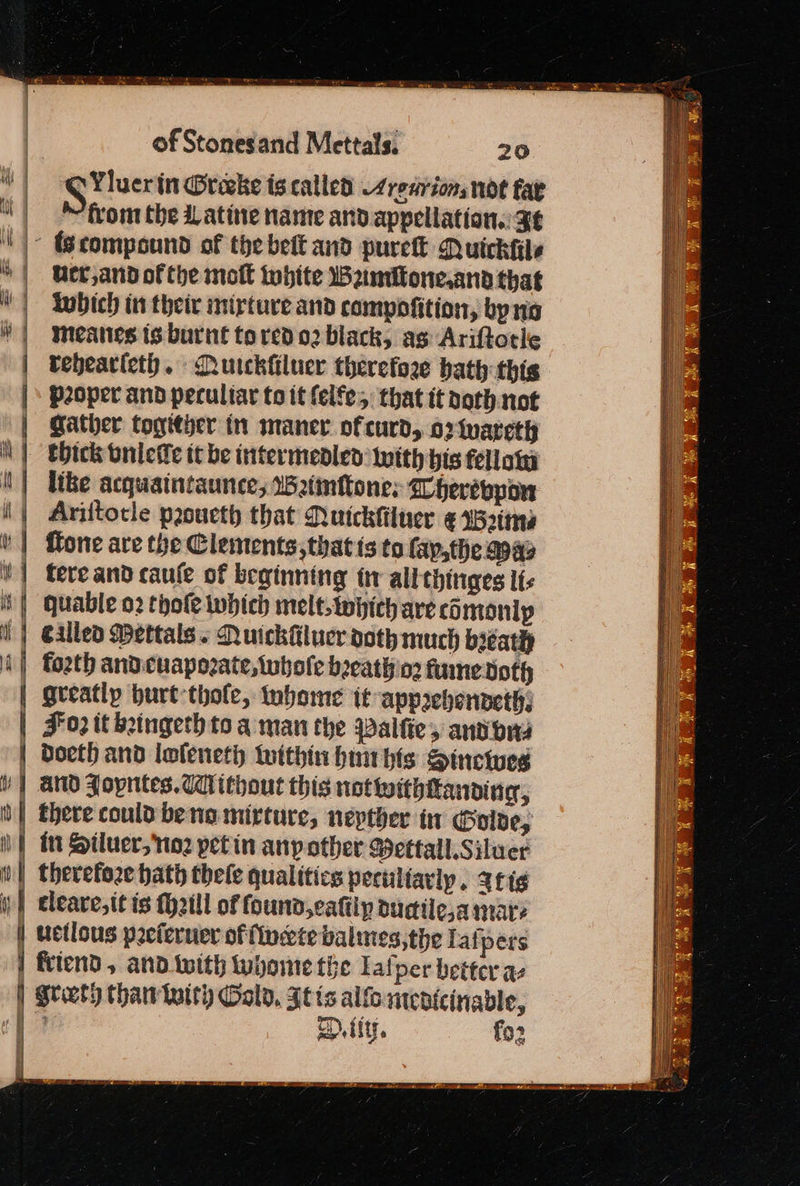 of Stones and Mettals. 20
SYluer in Grœke is called Areurion, not far
from the Latine name and appellation. It
is compound of the best and purest Quicksil-
uer, and of the most white Brimstone, and that
which in their mixture and composition, by no
meanes is burnt to red or black, as Aristotle
rehearseth. Quicksiluer therefore hath this
proper and peculiar to it selfe, that it doth not
gather togither in maner of curd, or wareth
thick vnlesse it be intermedled with his fellow
like acquaintaunce, Brimstone: Therevpon
Aristotle proueth that Quicksiluer & Brim-
stone are the Elements, that is to say, the Ma-
tere and cause of beginning in all thinges li-
quable or those which melt, which are cōmonly
called Mettals. Quicksiluer doth much breath
forth and euaporate, whose breath or fume doth
greatly hurt those, whome it apprehendeth.
For it bringeth to a man the Palsie, and vn-
doeth and lœseneth within him his Sinewes
and Joyntes. Without this notwithstanding,
there could be no mixture, neyther in Golde,
in Siluer, nor yet in any other Mettall. Siluer
therefore hath these qualities peculiarly. It is
cleare, it is shrill of sound, easily ductile, a mar-
ueilous preseruer of swœte balmes, the Iaspers
friend, and with whome the Iasper better a-
grœth than with Gold. It is also medicinable,
D.iiij. for